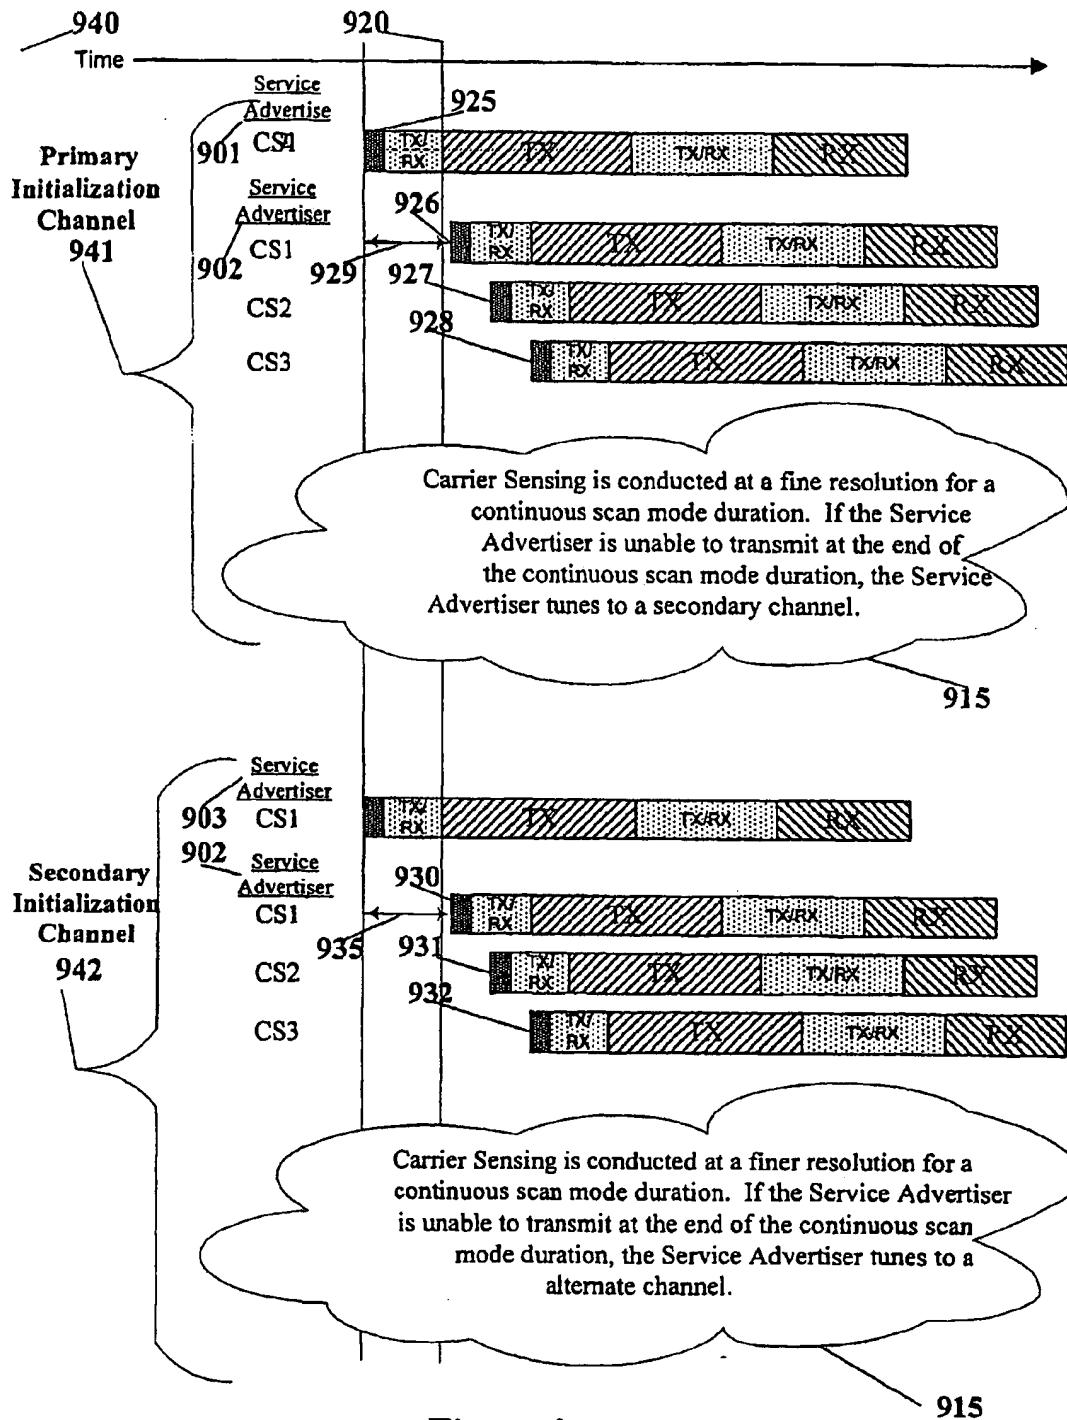 940
920
Time
Service
Advertise
925
CS1
901
TX/
RX
TX
TX/RX
RX
Primary
Initialization
Channel
941
Service
Advertiser
926
CS1
902
929
TX/
RX
TX
TX/RX
RX
927
CS2
TX/
RX
TX
TX/RX
RX
928
CS3
TX/
RX
TX
TX/RX
RX
Carrier Sensing is conducted at a fine resolution for a
continuous scan mode duration. If the Service
Advertiser is unable to transmit at the end of
the continuous scan mode duration, the Service
Advertiser tunes to a secondary channel.
915
Service
Advertiser
903
CS1
TX/
RX
TX
TX/RX
RX
902
Service
Advertiser
930
CS1
TX/
RX
TX
TX/RX
RX
Secondary
Initialization
Channel
942
935
931
CS2
TX/
RX
TX
TX/RX
RX
932
CS3
TX/
RX
TX
TX/RX
RX
Carrier Sensing is conducted at a finer resolution for a
continuous scan mode duration. If the Service Advertiser
is unable to transmit at the end of the continuous scan
mode duration, the Service Advertiser tunes to a
alternate channel.
915